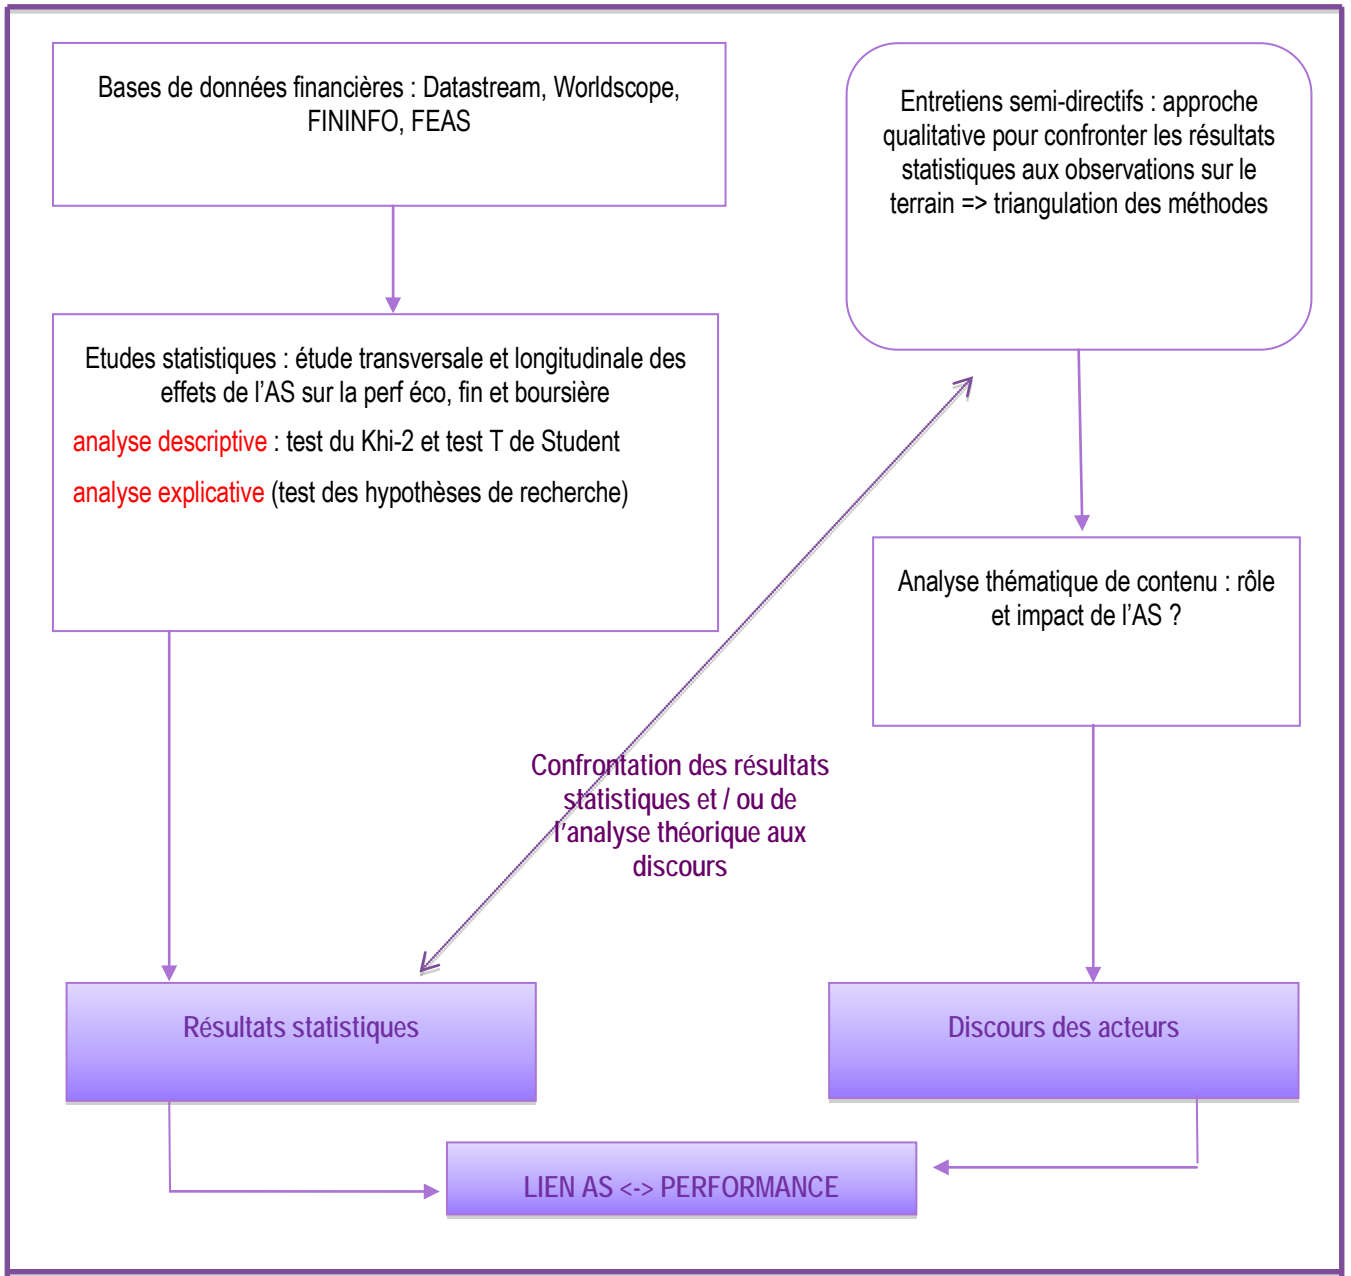 Bases de données financières : Datastream, Worldscope,
FININFO, FEAS
Entretiens semi-directifs : approche
qualitative pour confronter les résultats
statistiques aux observations sur le
terrain => triangulation des méthodes
Etudes statistiques : étude transversale et longitudinale des
effets de l’AS sur la perf éco, fin et boursière
analyse descriptive : test du Khi-2 et test T de Student
analyse explicative (test des hypothèses de recherche)
Analyse thématique de contenu : rôle
et impact de l’AS ?
Confrontation des résultats
statistiques et / ou de
l’analyse théorique aux
discours
Résultats statistiques
Discours des acteurs
LIEN AS <-> PERFORMANCE